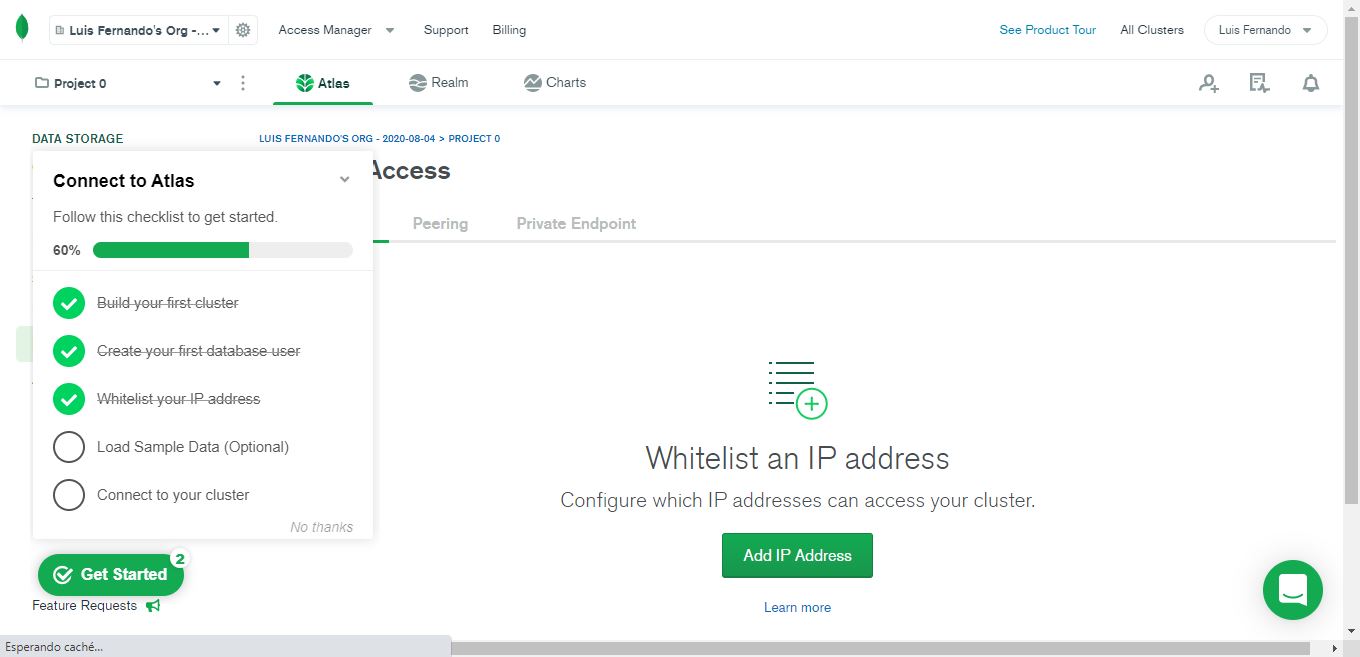 Luis Fernando's Org -...
Access Manager
Support
Billing
See Product Tour
All Clusters
Luis Fernando
Project 0
Atlas
Realm
Charts
DATA STORAGE
LUIS FERNANDO'S ORG - 2020-08-04 > PROJECT 0
Access
Connect to Atlas
Follow this checklist to get started.
60%
Build your first cluster
Create your first database user
Whitelist your IP address
Load Sample Data (Optional)
Connect to your cluster
No thanks
Get Started
2
Feature Requests
Peering
Private Endpoint
Whitelist an IP address
Configure which IP addresses can access your cluster.
Add IP Address
Learn more
Esperando caché...